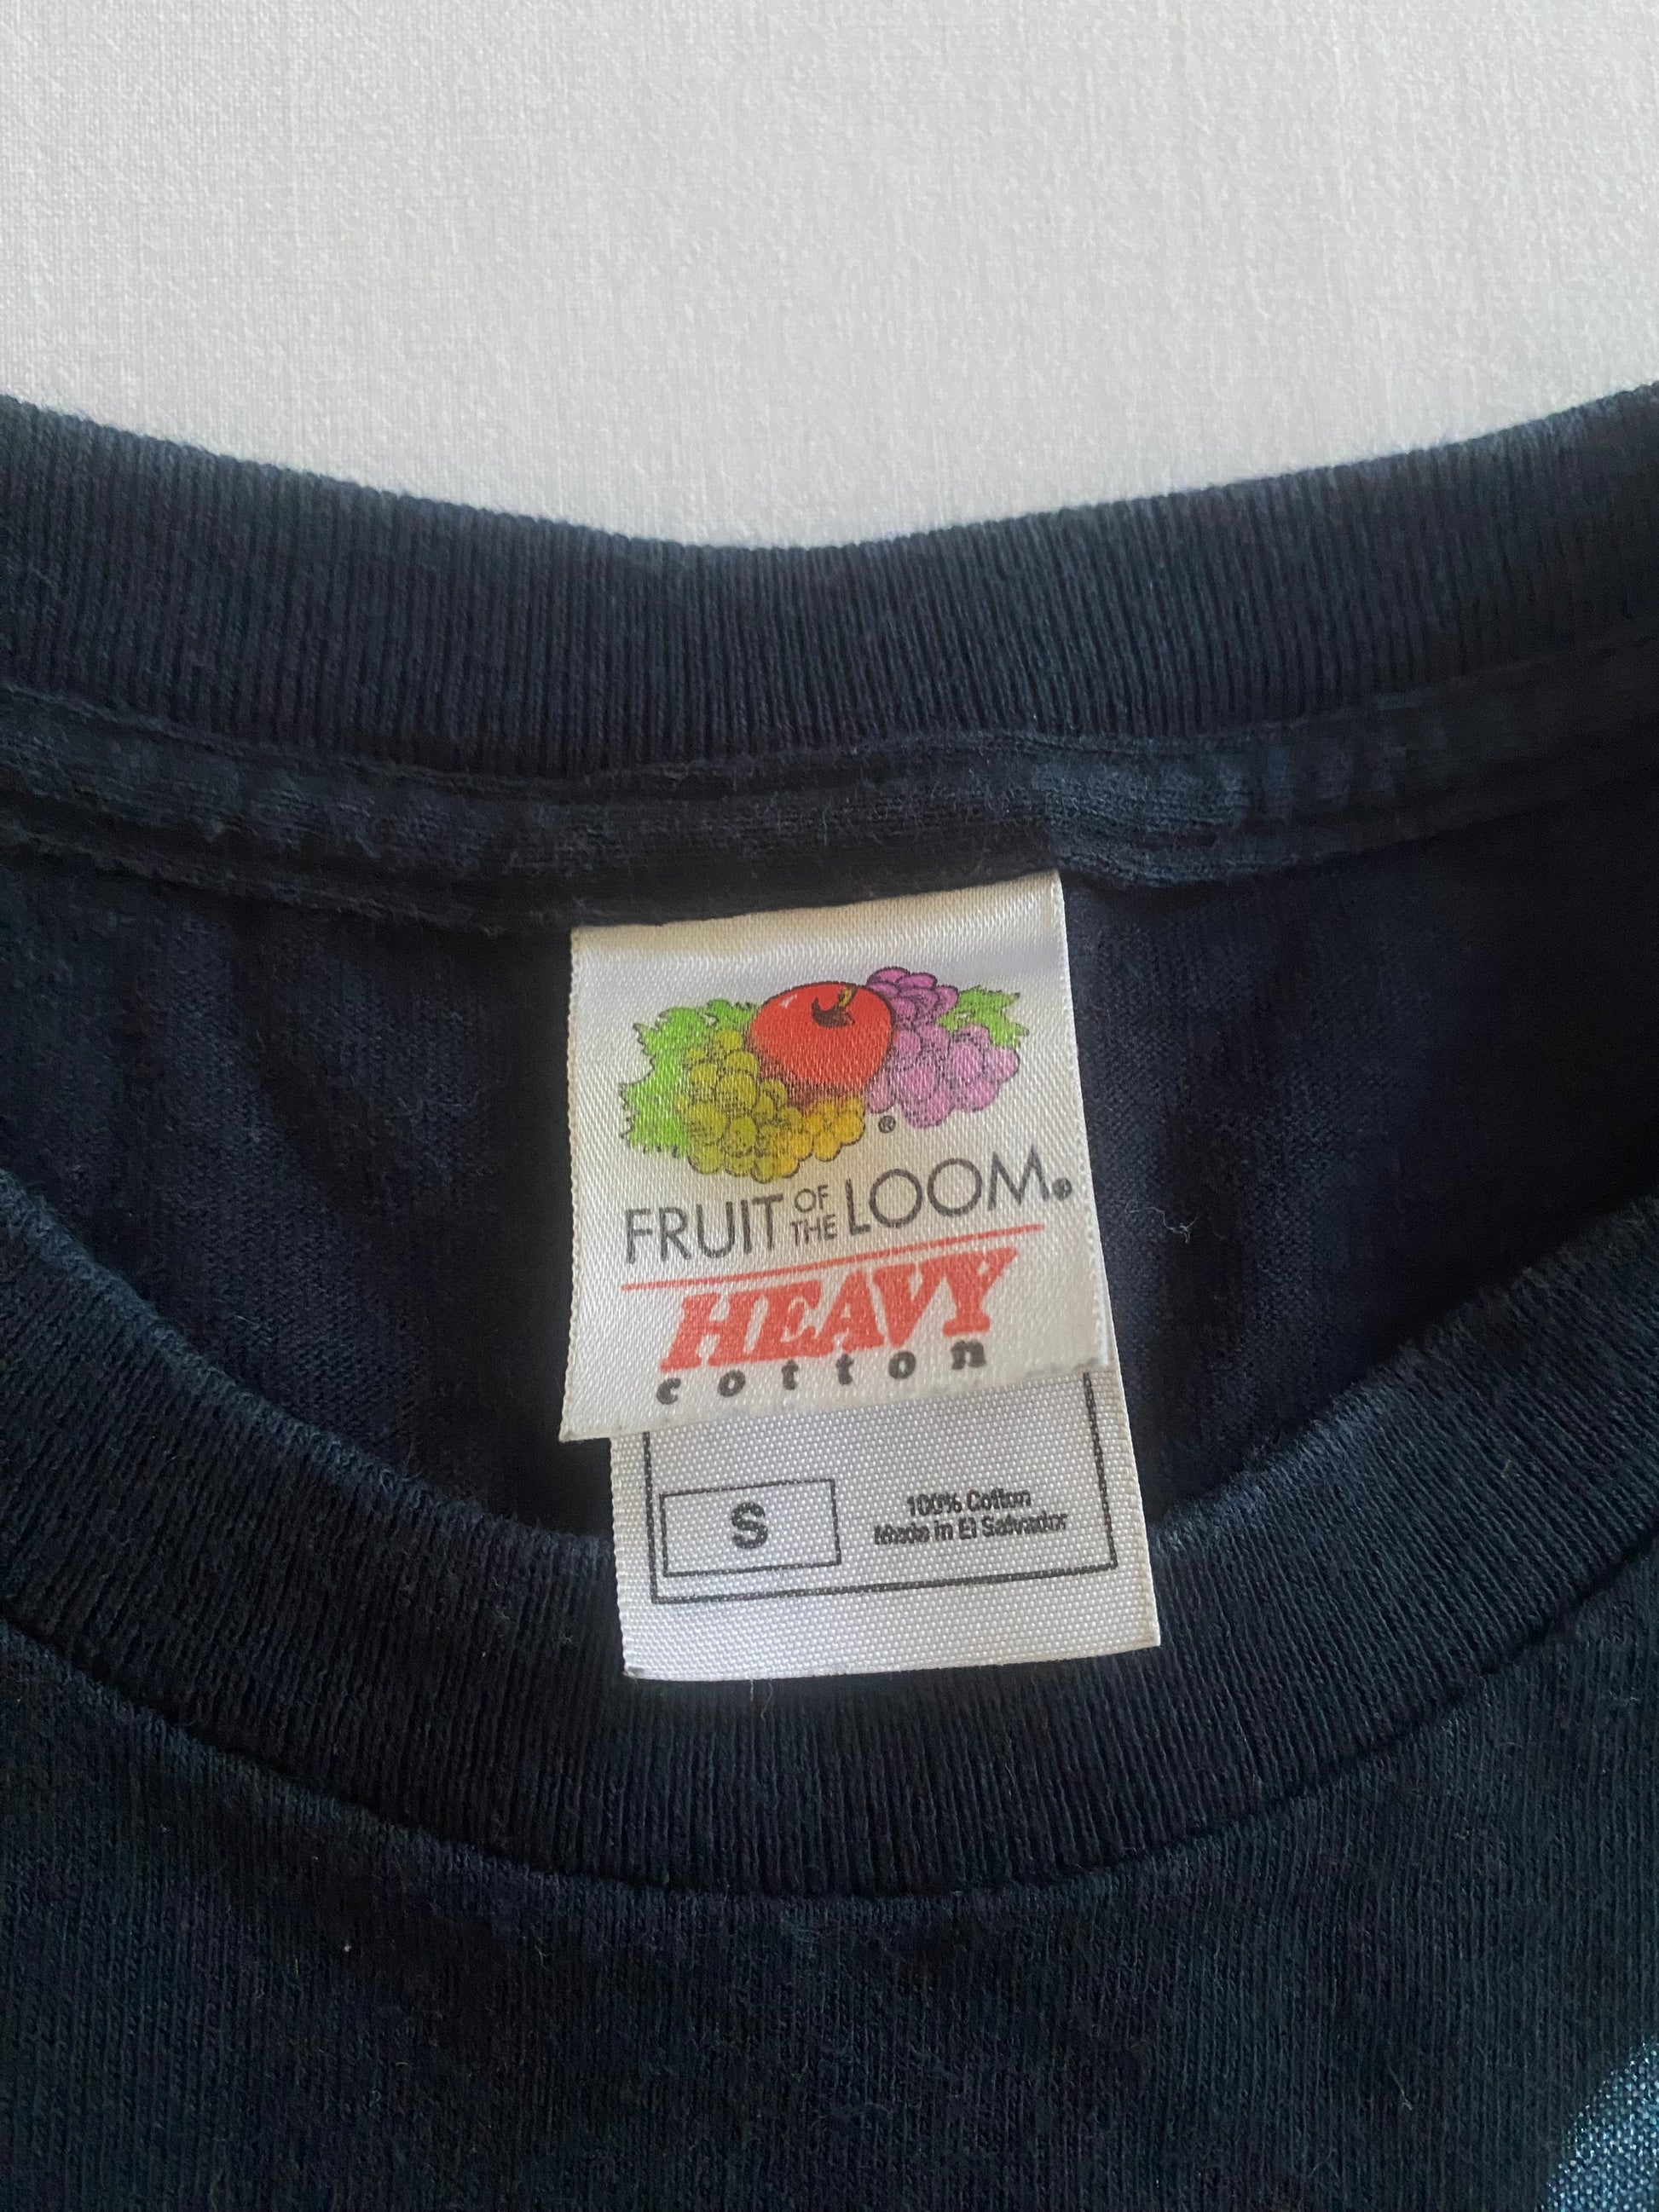 ®
FRUIT OF THE LOOM®
HEAVY
cotton
S
100% Cotton
Made in El Salvador